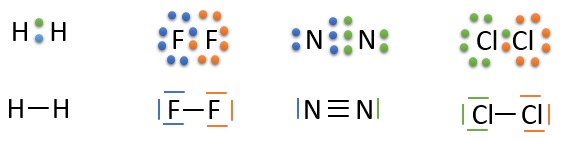 H H F F N N Cl Cl
H—H F—F N≡N Cl—Cl